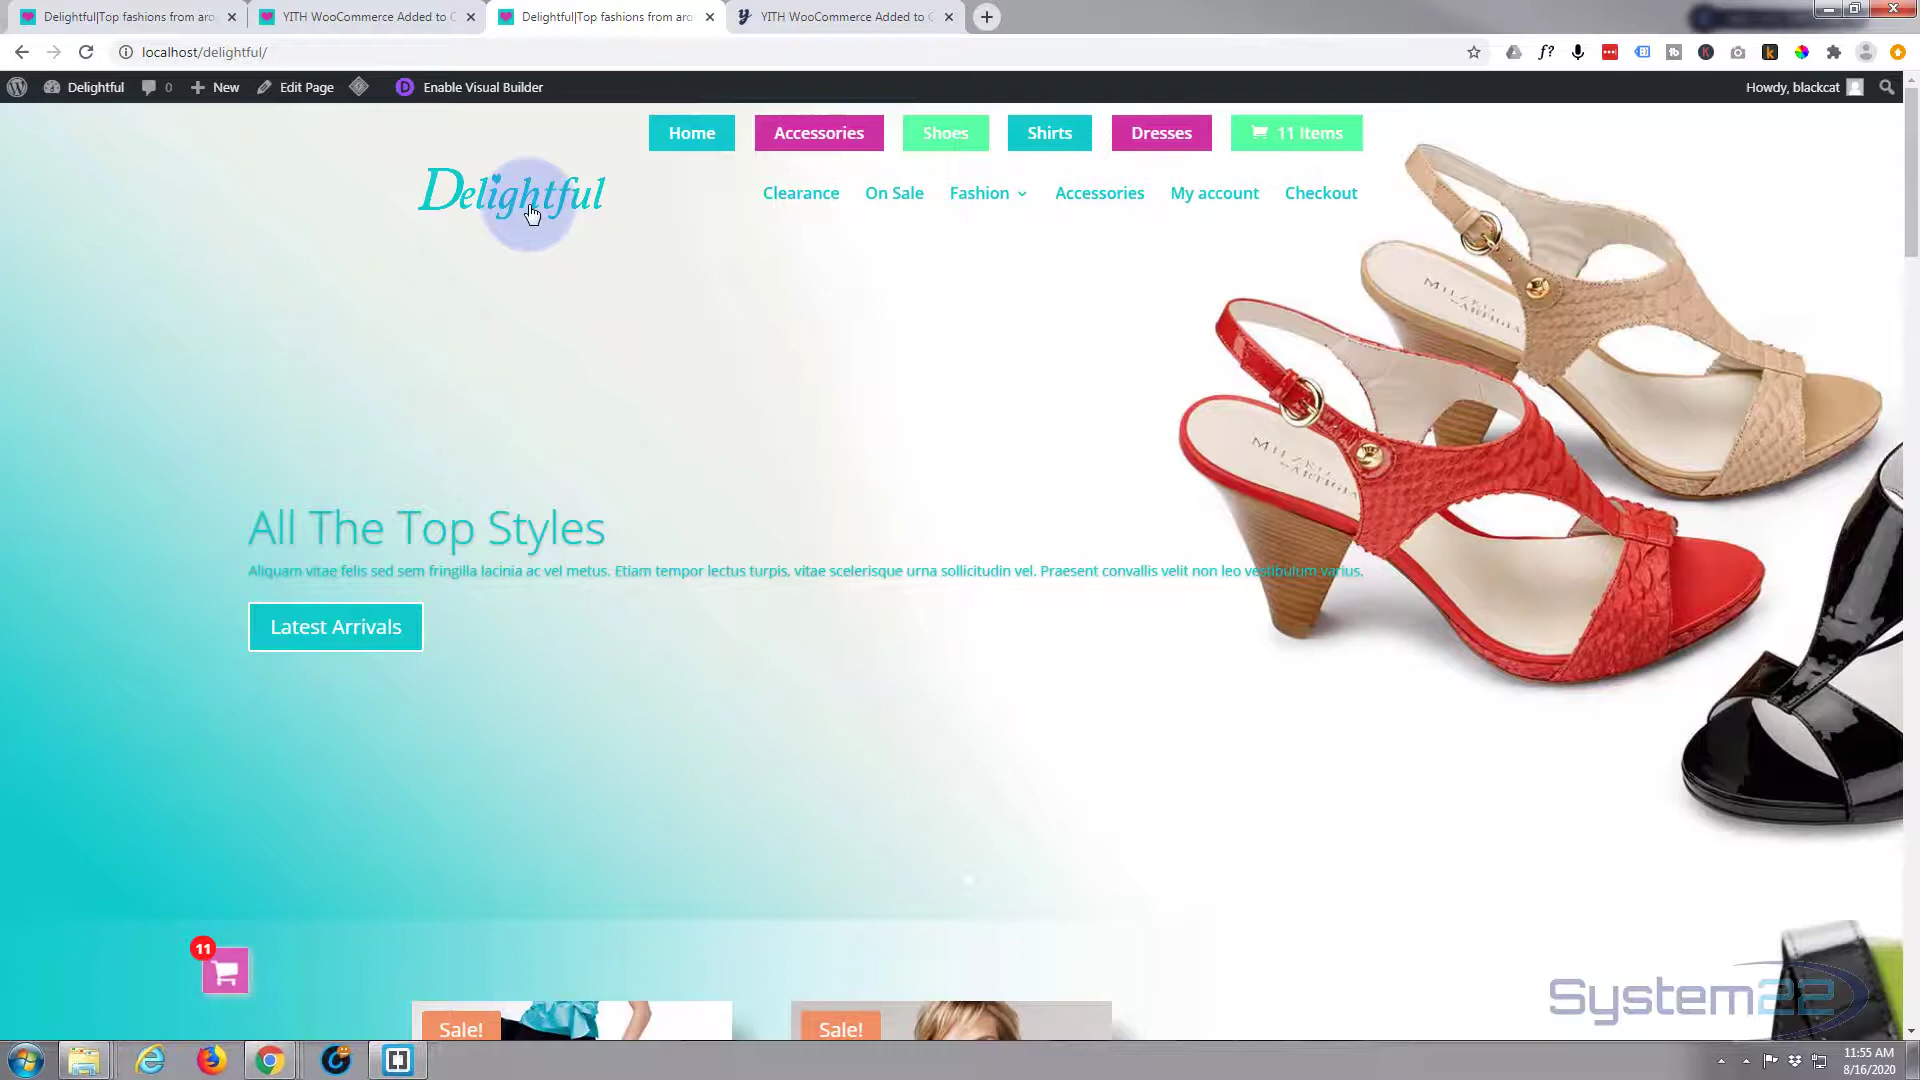 Delightful|Top fashions from aro
YITH WooCommerce Added to C
Delightful|Top fashions from aro
YITH WooCommerce Added to C
localhost/delightful/
Delightful 0 New Edit Page Enable Visual Builder Howdy, blackcat
Home Accessories Shoes Shirts Dresses 11 Items
Delightful
Clearance On Sale Fashion Accessories My account Checkout
All The Top Styles
Aliquam vitae felis sed sem fringilla lacinia ac vel metus. Etiam tempor lectus turpis, vitae scelerisque urna sollicitudin vel. Praesent convallis velit non leo vestibulum varius.
Latest Arrivals
11
System22
Sale! Sale!
11:55 AM
8/16/2020